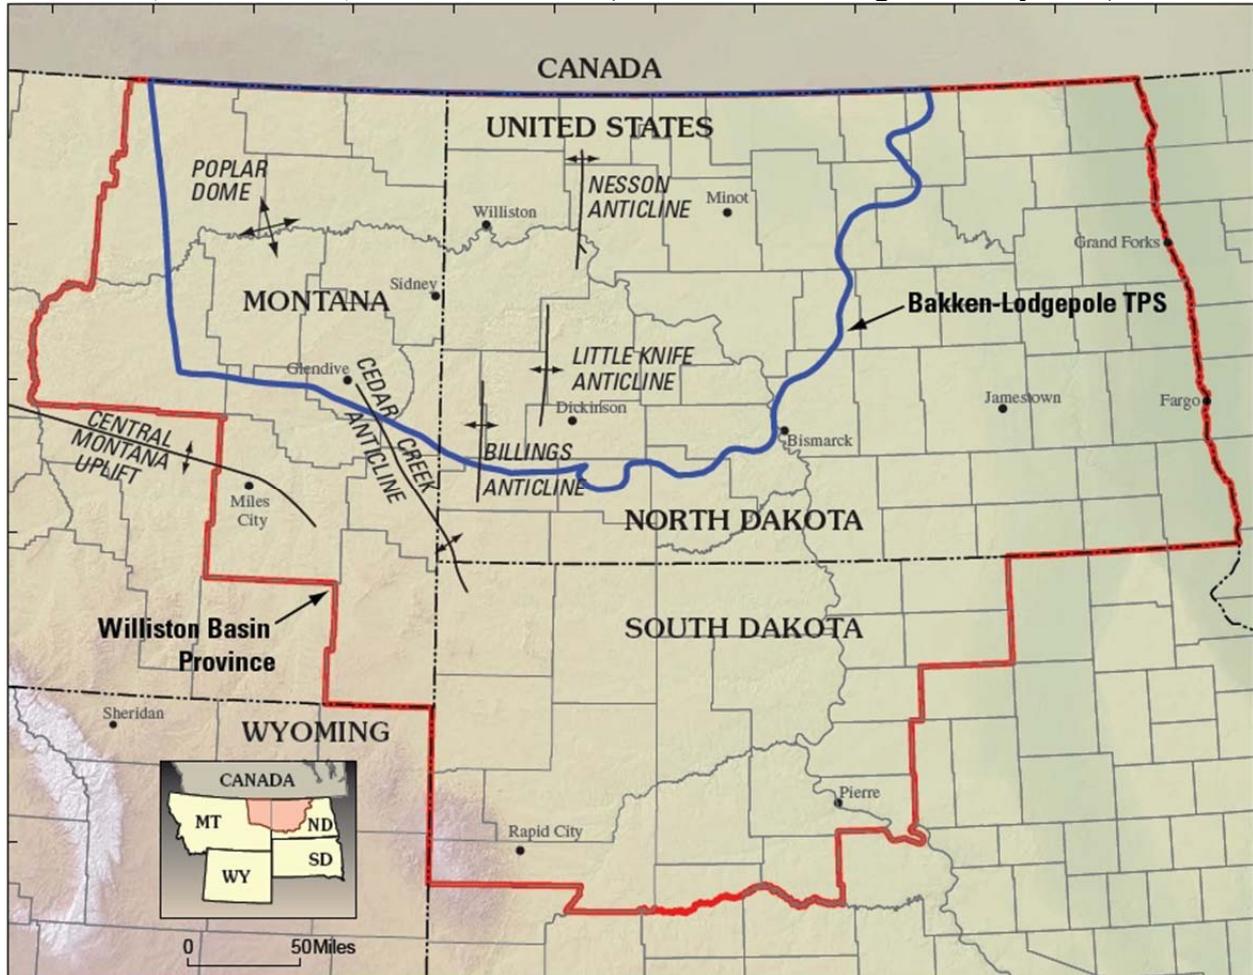 CANADA
UNITED STATES
POPLAR
DOME
NESSON
ANTICLINE
Minot
Williston
Grand Forks
Sidney
MONTANA
Bakken-Lodgepole TPS
LITTLE KNIFE
ANTICLINE
Glendive
CEDAR CREEK
ANTICLINE
Dickinson
Jamestown
Fargo
CENTRAL
MONTANA
UPLIFT
Bismarck
BILLINGS
ANTICLINE
Miles
City
NORTH DAKOTA
Williston Basin
Province
SOUTH DAKOTA
Sheridan
WYOMING
CANADA
MT
ND
SD
WY
Pierre
Rapid City
0 50 Miles